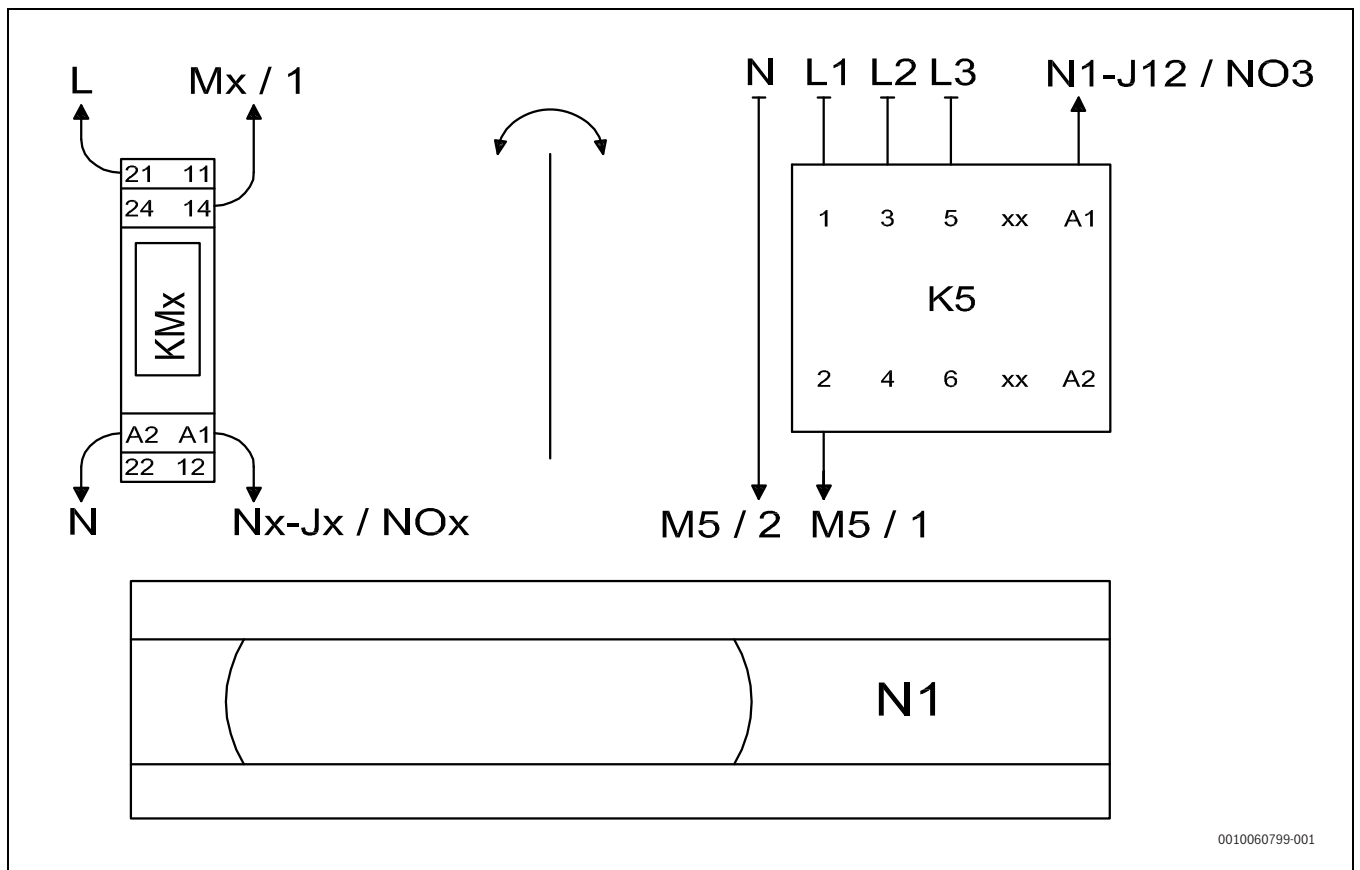 L Mx / 1
N L1 L2 L3 N1-J12 / NO3
21 11
24 14
KMx
A2 A1
22 12
N Nx-Jx / NOx
1 3 5 xx A1
K5
2 4 6 xx A2
M5 / 2 M5 / 1
N1
0010060799-001